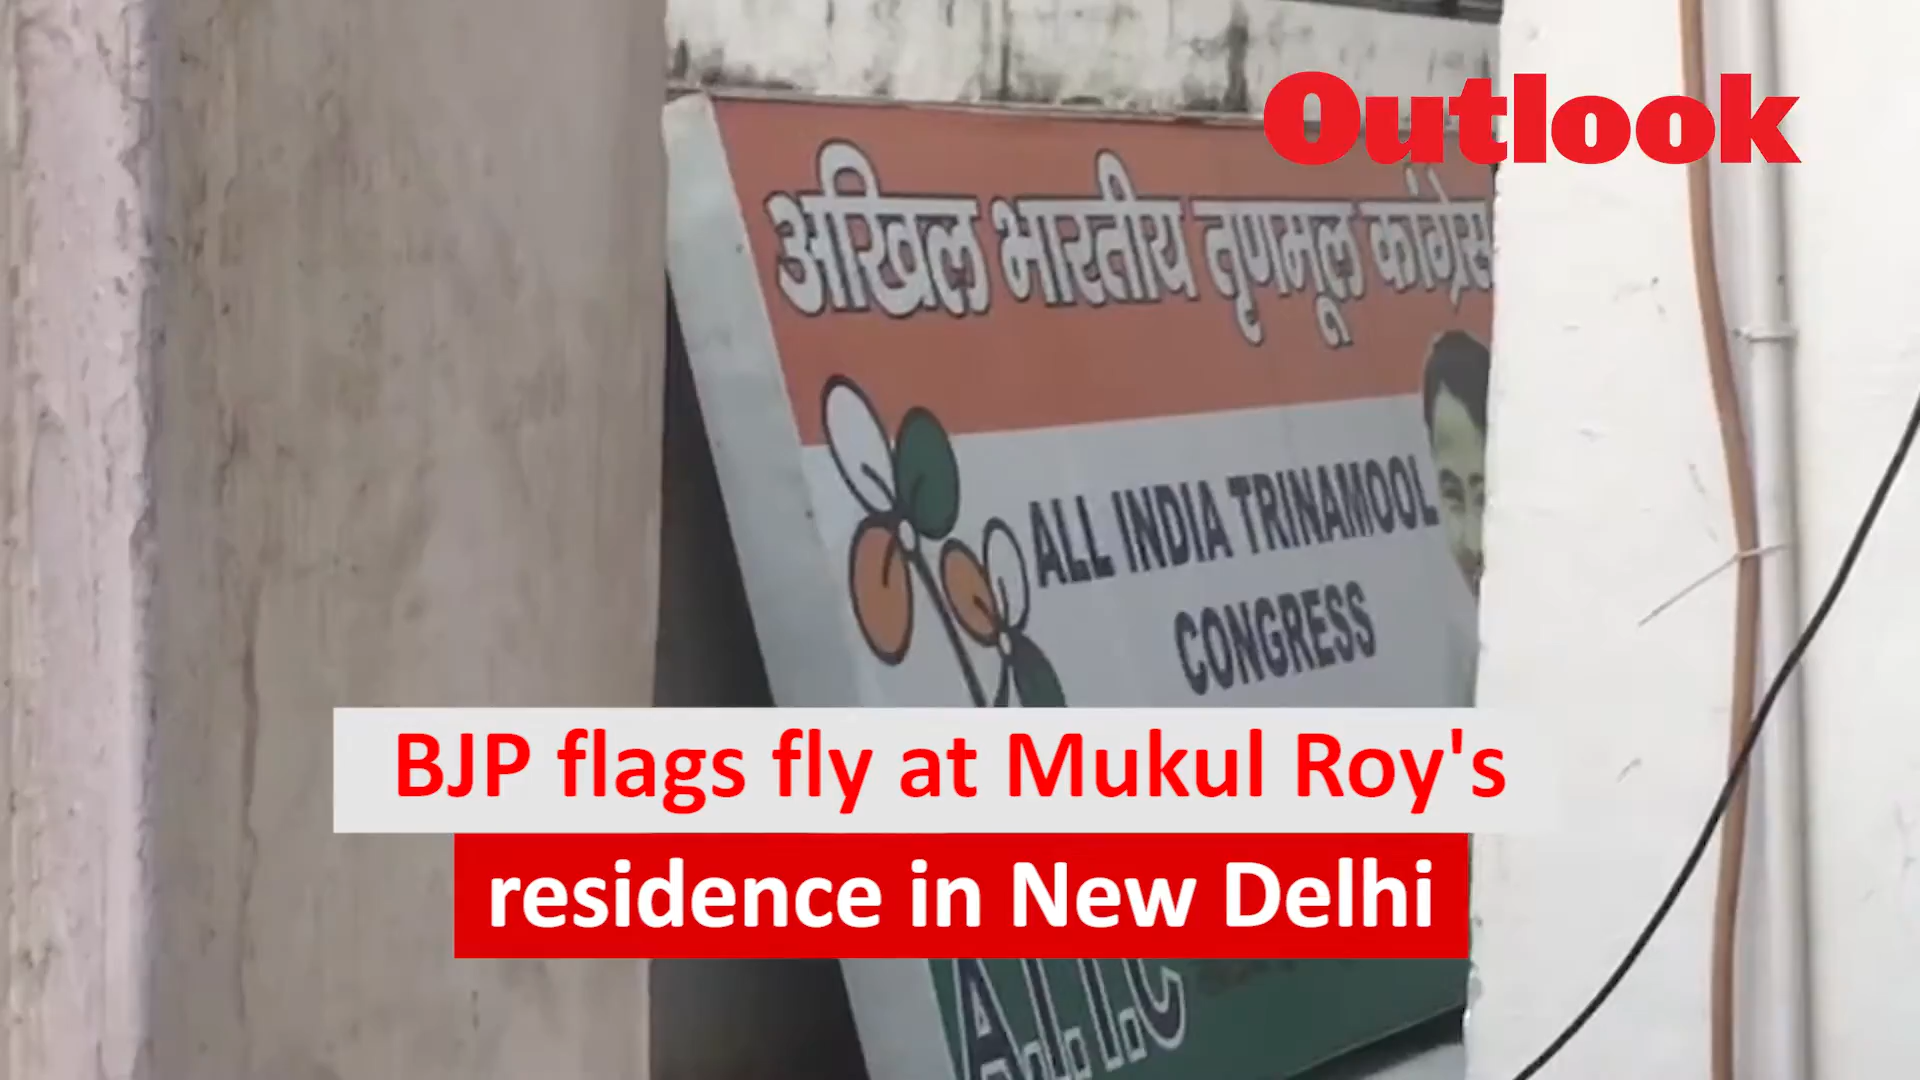 Outlook
अखिल भारतीय तृणमूल कांग्रेस
ALL INDIA TRINAMOOL
CONGRESS
BJP flags fly at Mukul Roy's
residence in New Delhi
A.I.T.C